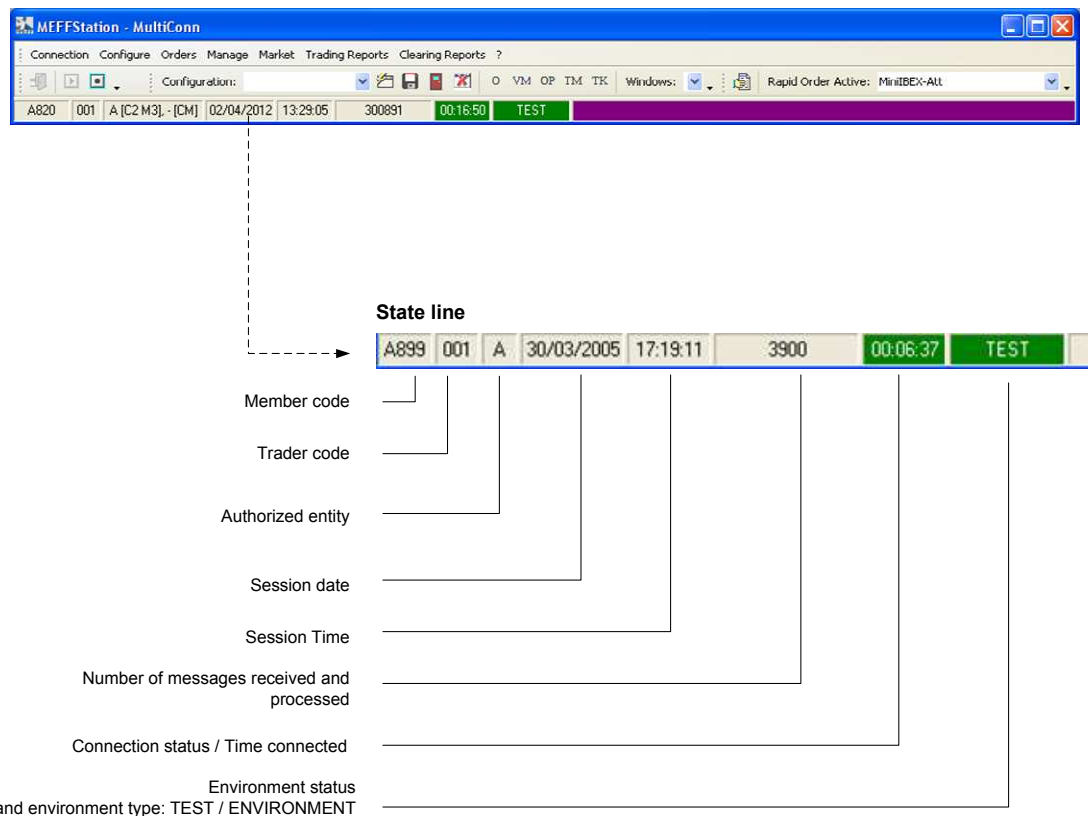 MEFFStation - MultiConn
Connection Configure Orders Manage Market Trading Reports Clearing Reports ?
Configuration: O VM OP TM TK Windows: Rapid Order Active: MiniIBEX-Alt
A820 001 A [C2 M3], - [CM] 02/04/2012 13:29:05 300891 00:16:50 TEST
State line
A899 001 A 30/03/2005 17:19:11 3900 00:06:37 TEST
Member code
Trader code
Authorized entity
Session date
Session Time
Number of messages received and
processed
Connection status / Time connected
Environment status
and environment type: TEST / ENVIRONMENT